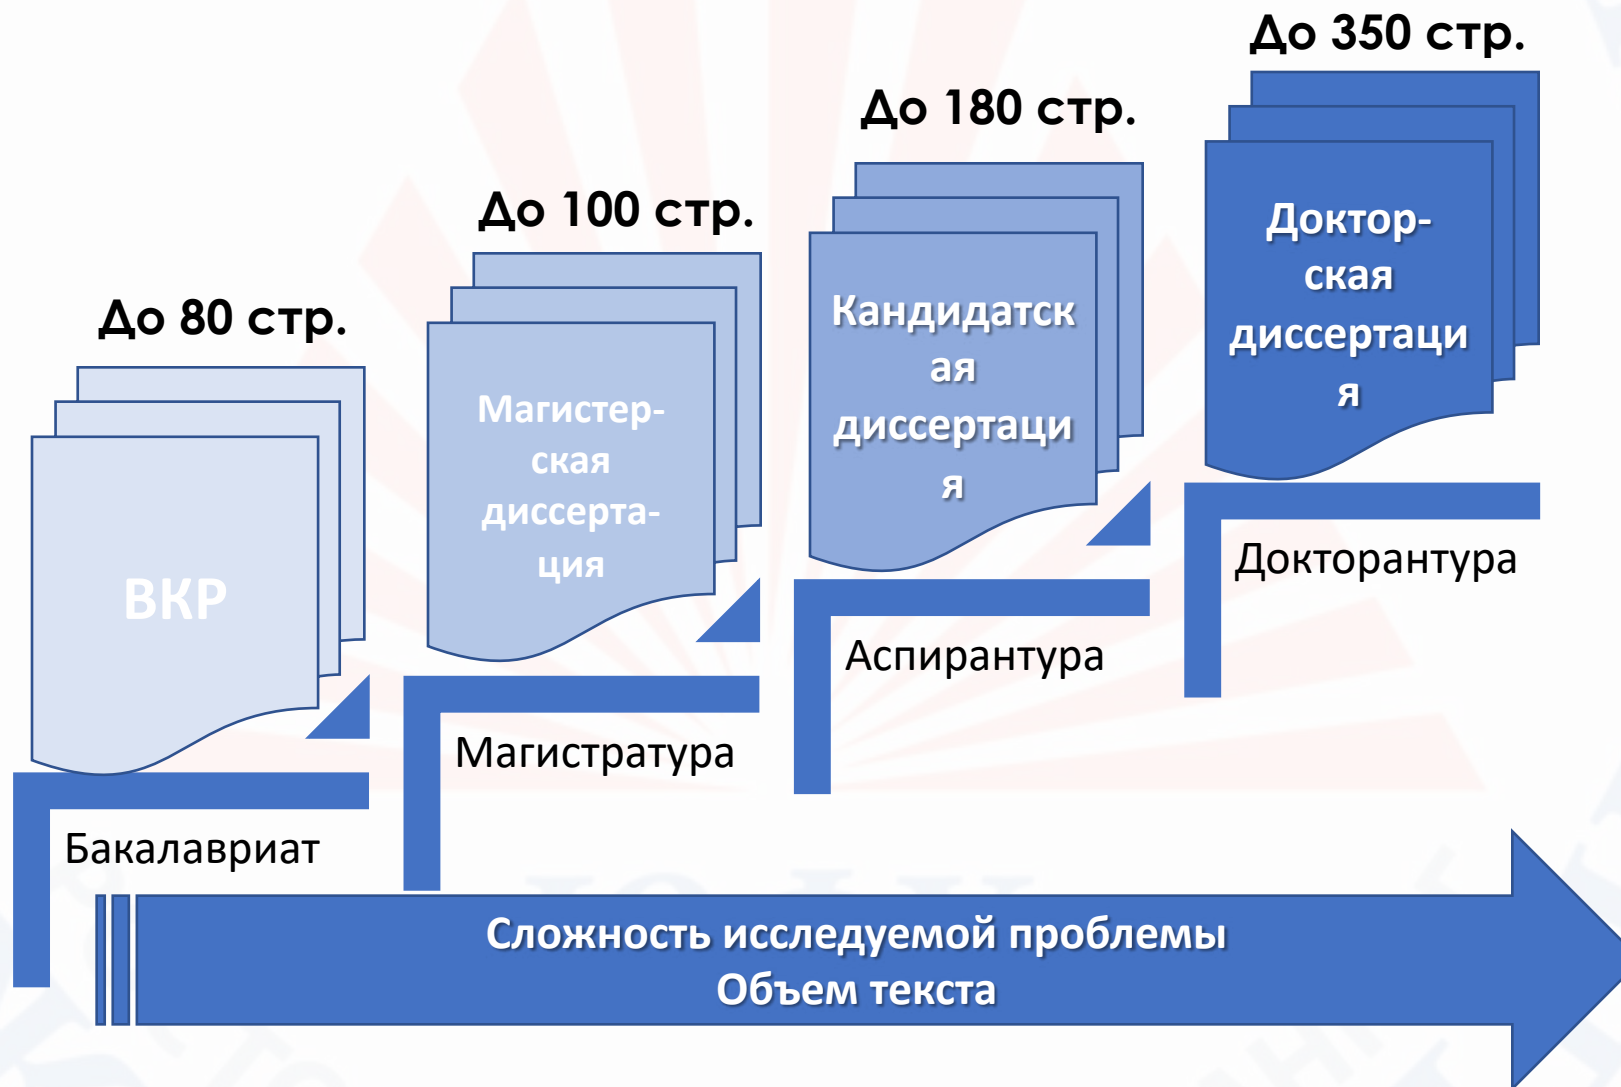 До 80 стр.
ВКР
Бакалавриат
До 100 стр.
Магистер-
ская
диссерта-
ция
Магистратура
До 180 стр.
Кандидатск
ая
диссертаци
я
Аспирантура
До 350 стр.
Доктор-
ская
диссертаци
я
Докторантура
Сложность исследуемой проблемы
Объем текста